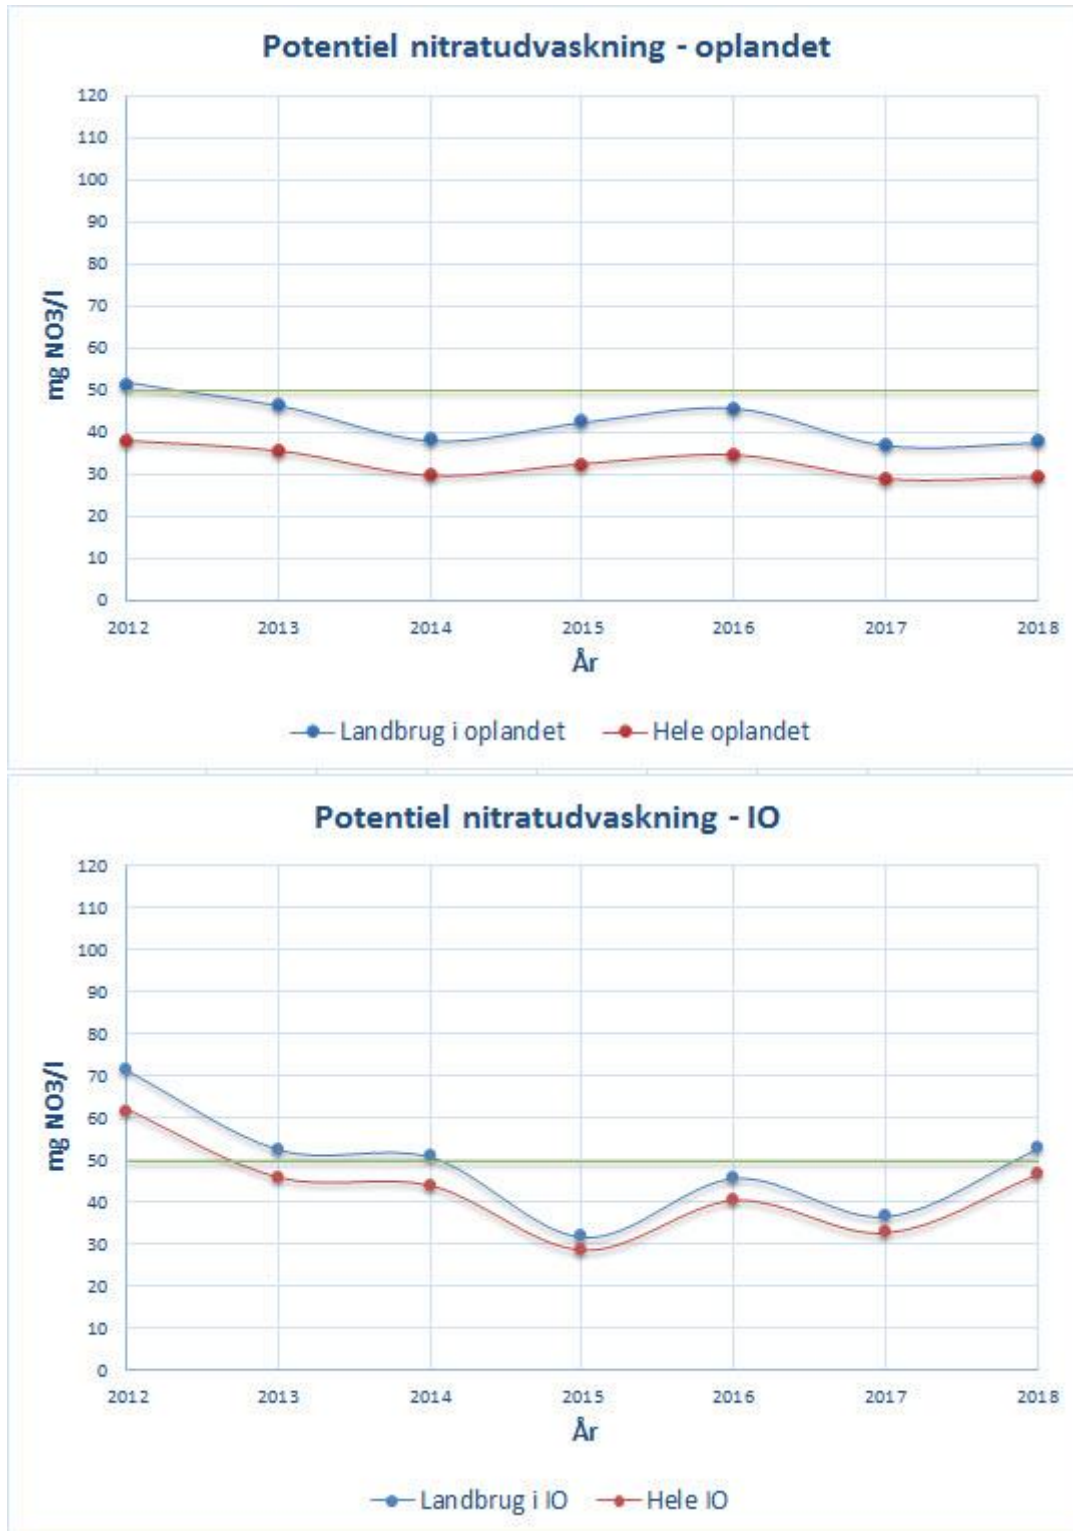 Potentiel nitratudvaskning - oplandet
120
110
100
90
80
70
60
50
40
30
20
10
0
mg NO3/l
2012 2013 2014 2015 2016 2017 2018
År
Landbrug i oplandet Hele oplandet
Potentiel nitratudvaskning - IO
120
110
100
90
80
70
60
50
40
30
20
10
0
mg NO3/l
2012 2013 2014 2015 2016 2017 2018
År
Landbrug i IO Hele IO